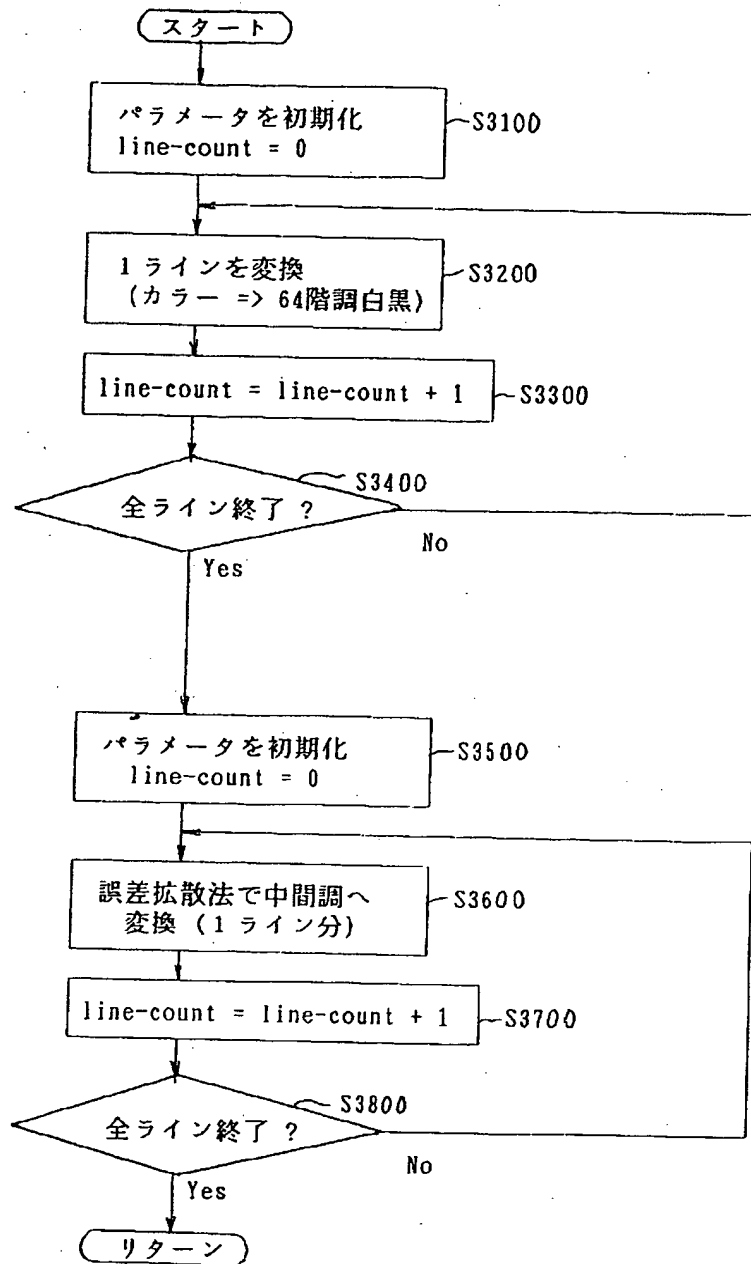 スタート
パラメータを初期化
line-count = 0
S3100
1ラインを変換
(カラー => 64階調白黒)
S3200
line-count = line-count + 1
S3300
全ライン終了?
S3400
No
Yes
パラメータを初期化
line-count = 0
S3500
誤差拡散法で中間調へ
変換(1ライン分)
S3600
line-count = line-count + 1
S3700
全ライン終了?
S3800
No
Yes
リターン